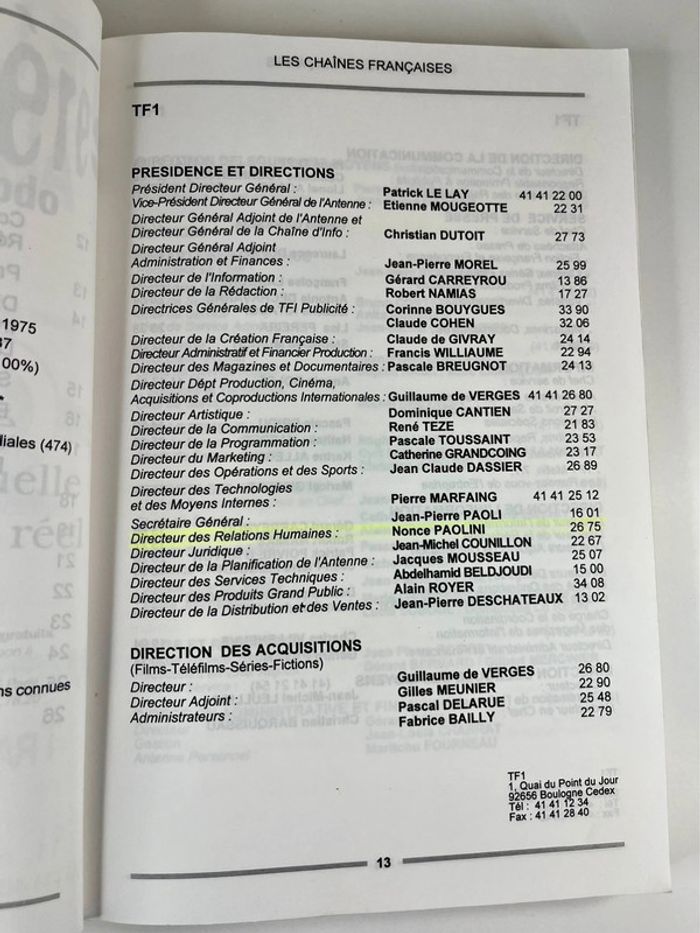 LES CHAÎNES FRANÇAISES
TF1
PRESIDENCE ET DIRECTIONS
Président Directeur Général : Patrick LE LAY 41 41 22 00
Vice-Président Directeur Général de l'Antenne : Etienne MOUGEOTTE 22 31
Directeur Général Adjoint de l'Antenne et
Directeur Général de la Chaîne d'Info : Christian DUTOIT 27 73
Directeur Général Adjoint
Administration et Finances : Jean-Pierre MOREL 25 99
Directeur de l'Information : Gérard CARREYROU 13 86
Directeur de la Rédaction : Robert NAMIAS 17 27
Directrices Générales de TFI Publicité : Corinne BOUYGUES 33 90
Claude COHEN 32 06
Directeur de la Création Française : Claude de GIVRAY 24 14
Directeur Administratif et Financier Production : Francis WILLIAUME 22 94
Directeur des Magazines et Documentaires : Pascale BREUGNOT 24 13
Directeur Dépt Production, Cinéma,
Acquisitions et Coproductions Internationales : Guillaume de VERGES 41 41 26 80
Directeur Artistique : Dominique CANTIEN 27 27
Directeur de la Communication : René TEZE 21 83
Directeur de la Programmation : Pascale TOUSSAINT 23 53
Directeur du Marketing : Catherine GRANDCOING 23 17
Directeur des Opérations et des Sports : Jean Claude DASSIER 26 89
Directeur des Technologies
et des Moyens Internes : Pierre MARFAING 41 41 25 12
Secrétaire Général : Jean-Pierre PAOLI 16 01
Directeur des Relations Humaines : Nonce PAOLINI 26 75
Directeur Juridique : Jean-Michel COUNILLON 22 67
Directeur de la Planification de l'Antenne : Jacques MOUSSEAU 25 07
Directeur des Services Techniques : Abdelhamid BELDJOUDI 15 00
Directeur des Produits Grand Public : Alain ROYER 34 08
Directeur de la Distribution et des Ventes : Jean-Pierre DESCHATEAUX 13 02
DIRECTION DES ACQUISITIONS
(Films-Téléfilms-Séries-Fictions)
Directeur : Guillaume de VERGES 26 80
Directeur Adjoint : Gilles MEUNIER 22 90
Administrateurs : Pascal DELARUE 25 48
Fabrice BAILLY 22 79
TF1
1, Quai du Point du Jour
92656 Boulogne Cedex
Tél : 41 41 12 34
Fax : 41 41 28 40
13
1975
00%)
liales (474)
ns connues